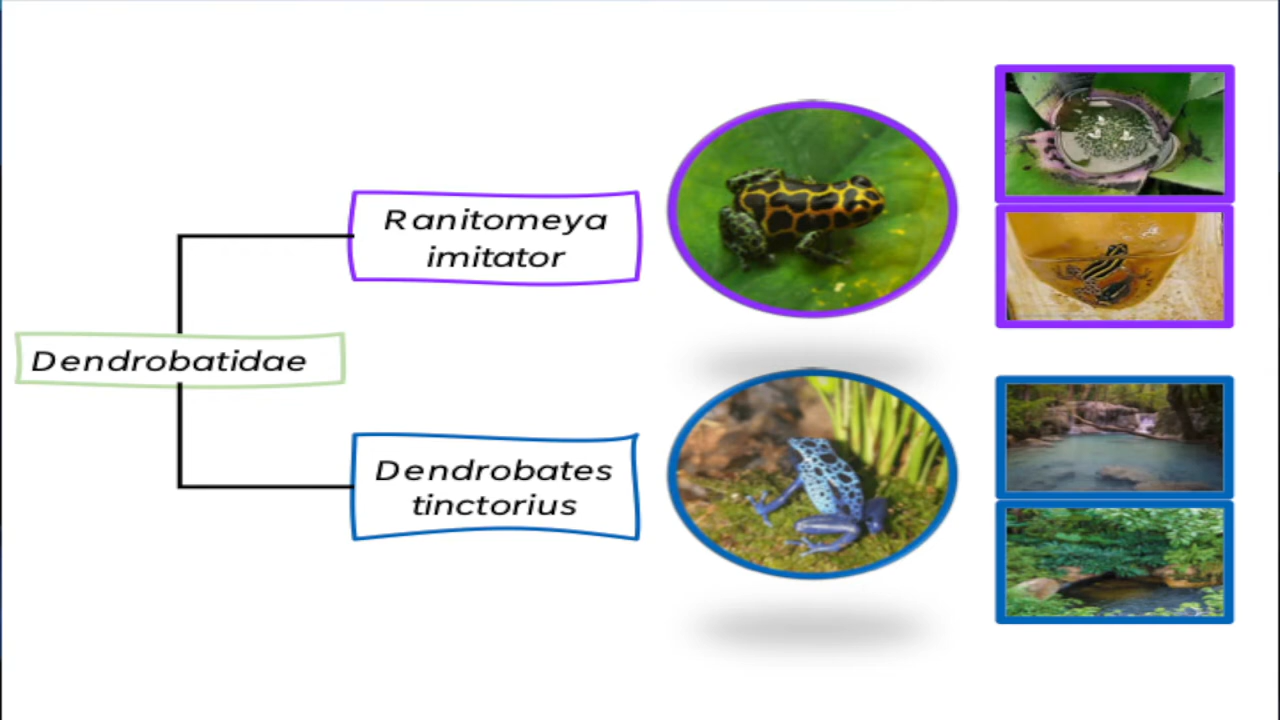 Ranitomeya
imitator
Dendrobatidae
Dendrobates
tinctorius